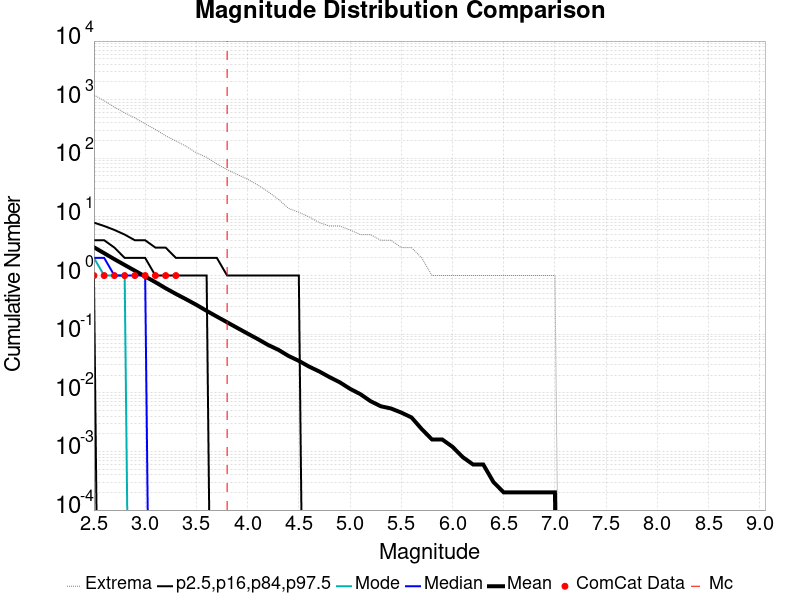 Magnitude Distribution Comparison
10 4
10 3
10 2
10 1
10 0
10 -1
10 -2
10 -3
10 -4
Cumulative Number
2.5 3.0 3.5 4.0 4.5 5.0 5.5 6.0 6.5 7.0 7.5 8.0 8.5 9.0
Magnitude
Extrema p2.5,p16,p84,p97.5 Mode Median Mean ComCat Data Mc